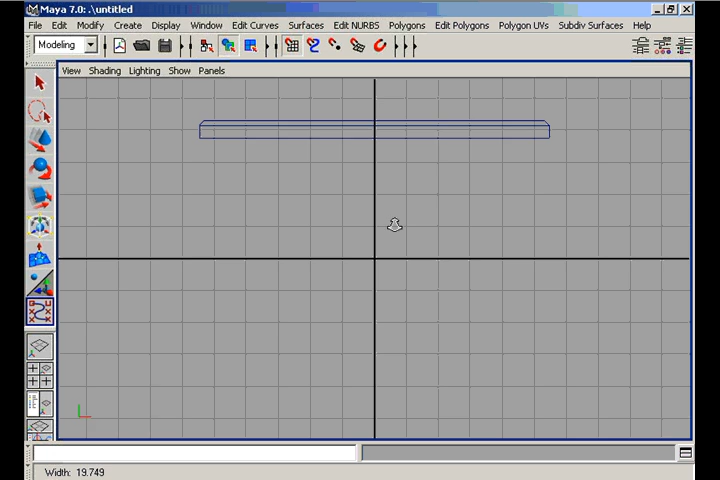 Maya 7.0: .\untitled
File Edit Modify Create Display Window Edit Curves Surfaces Edit NURBS Polygons Edit Polygons Polygon UVs Subdiv Surfaces Help
Modeling
View Shading Lighting Show Panels
Width: 19.749